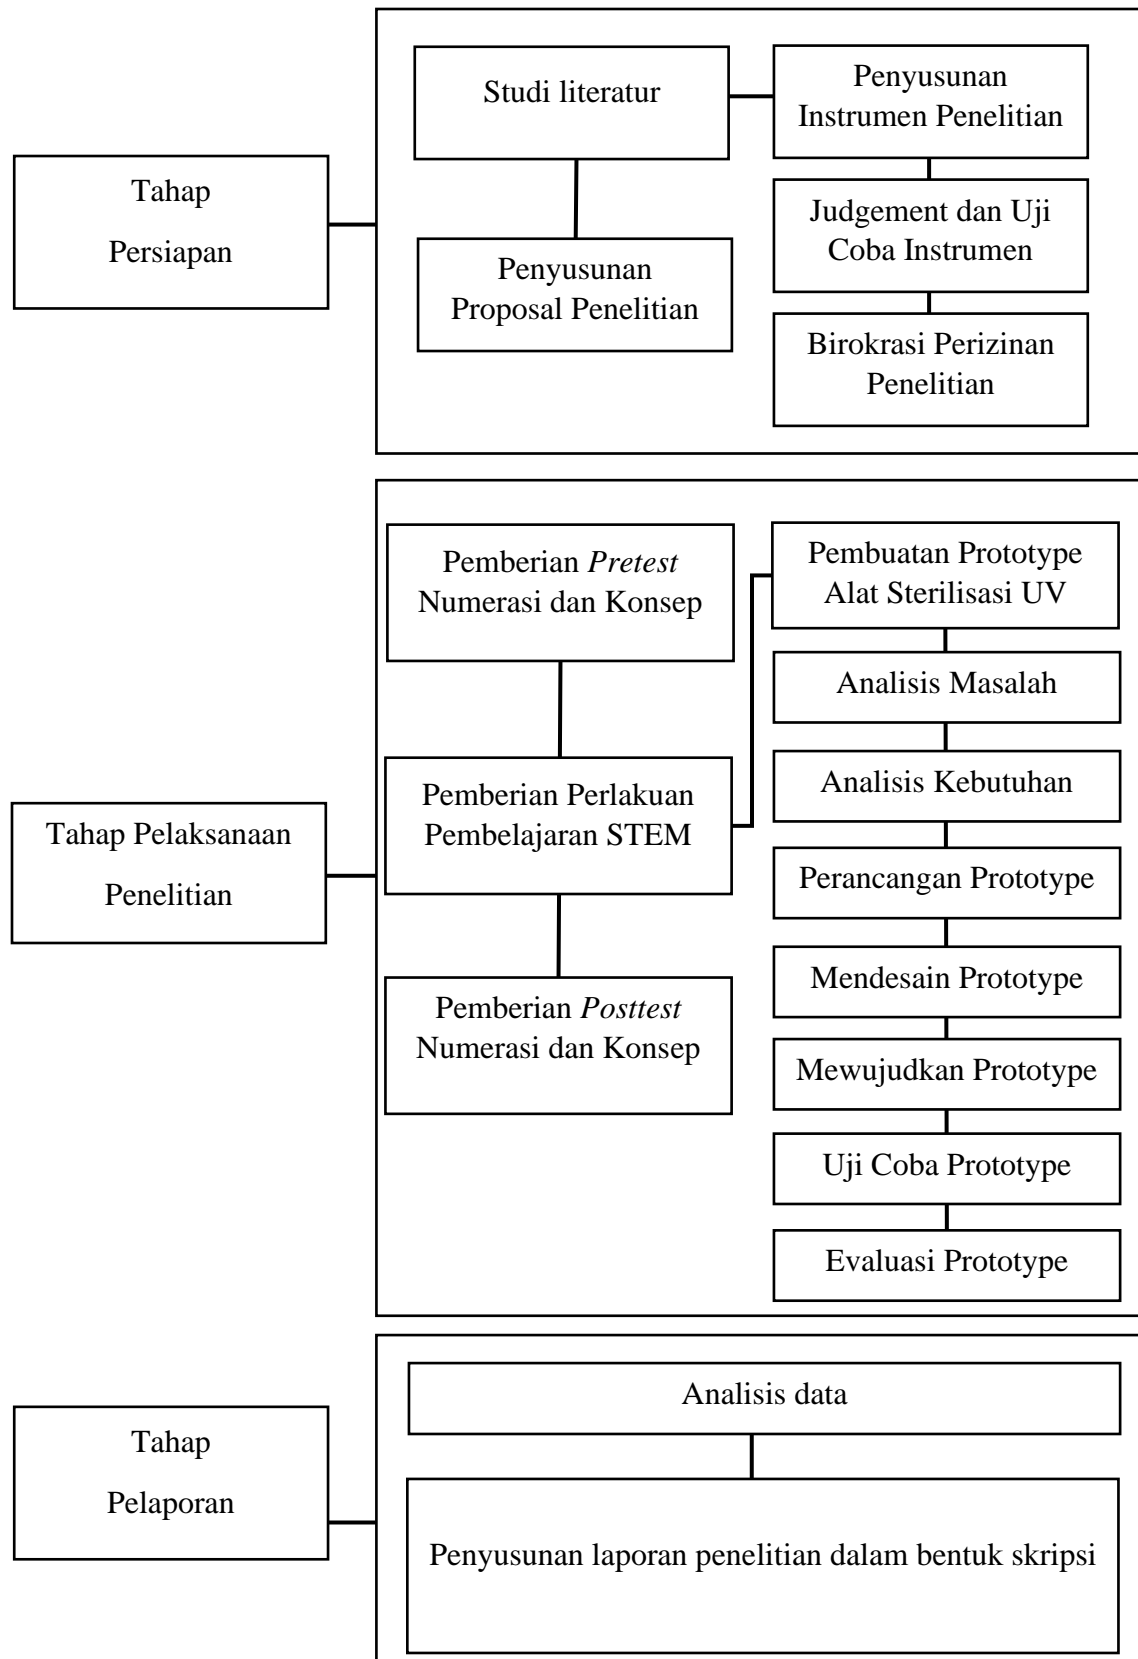 Tahap
Persiapan
Studi literatur
Penyusunan
Proposal Penelitian
Penyusunan
Instrumen Penelitian
Judgement dan Uji
Coba Instrumen
Birokrasi Perizinan
Penelitian
Tahap Pelaksanaan
Penelitian
Pemberian Pretest
Numerasi dan Konsep
Pemberian Perlakuan
Pembelajaran STEM
Pemberian Posttest
Numerasi dan Konsep
Pembuatan Prototype
Alat Sterilisasi UV
Analisis Masalah
Analisis Kebutuhan
Perancangan Prototype
Mendesain Prototype
Mewujudkan Prototype
Uji Coba Prototype
Evaluasi Prototype
Tahap
Pelaporan
Analisis data
Penyusunan laporan penelitian dalam bentuk skripsi